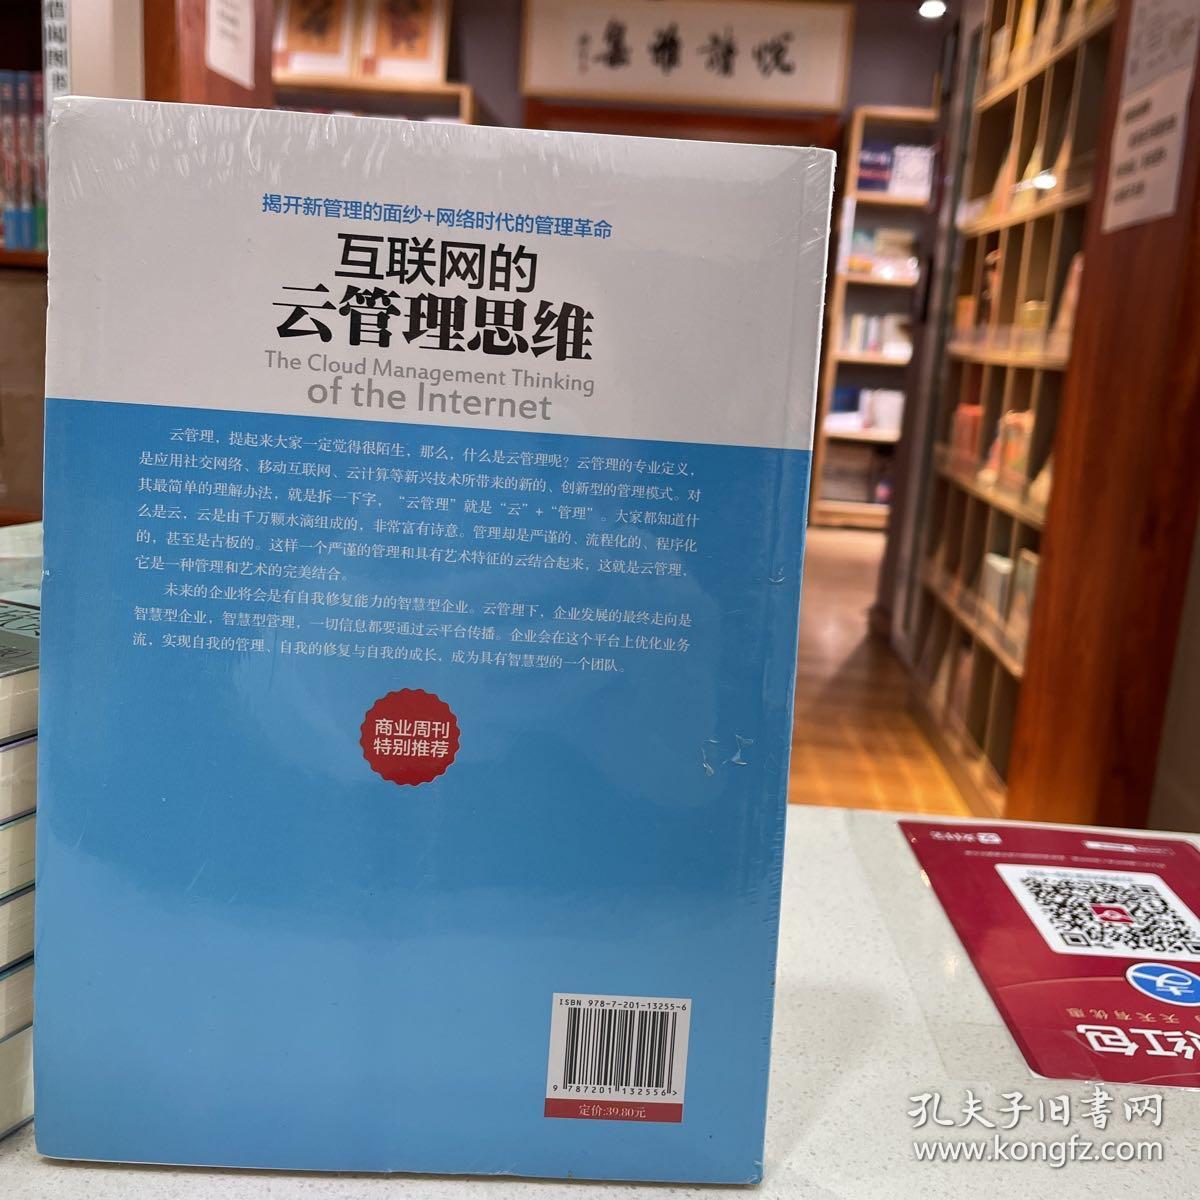 借阅图书
悦读雅集
揭开新管理的面纱+网络时代的管理革命
互联网的
云管理思维
The Cloud Management Thinking
of the Internet
云管理，提起来大家一定觉得很陌生，那么，什么是云管理呢？云管理的专业定义，
是应用社交网络、移动互联网、云计算等新兴技术所带来的新的、创新型的管理模式。对
其最简单的理解办法，就是拆一下字，“云管理”就是“云”+“管理”。大家都知道什
么是云，云是由千万颗水滴组成的，非常富有诗意。管理却是严谨的、流程化的、程序化
的，甚至是古板的。这样一个严谨的管理和具有艺术特征的云结合起来，这就是云管理，
它是一种管理和艺术的完美结合。
未来的企业将会是有自我修复能力的智慧型企业。云管理下，企业发展的最终走向是
智慧型企业，智慧型管理，一切信息都要通过云平台传播。企业会在这个平台上优化业务
流，实现自我的管理、自我的修复与自我的成长，成为具有智慧型的一个团队。
商业周刊
特别推荐
ISBN 978-7-201-13255-6
9 787201 132556>
定价:39.80元
支
天天有优惠
红包
孔夫子旧书网
www.kongfz.com